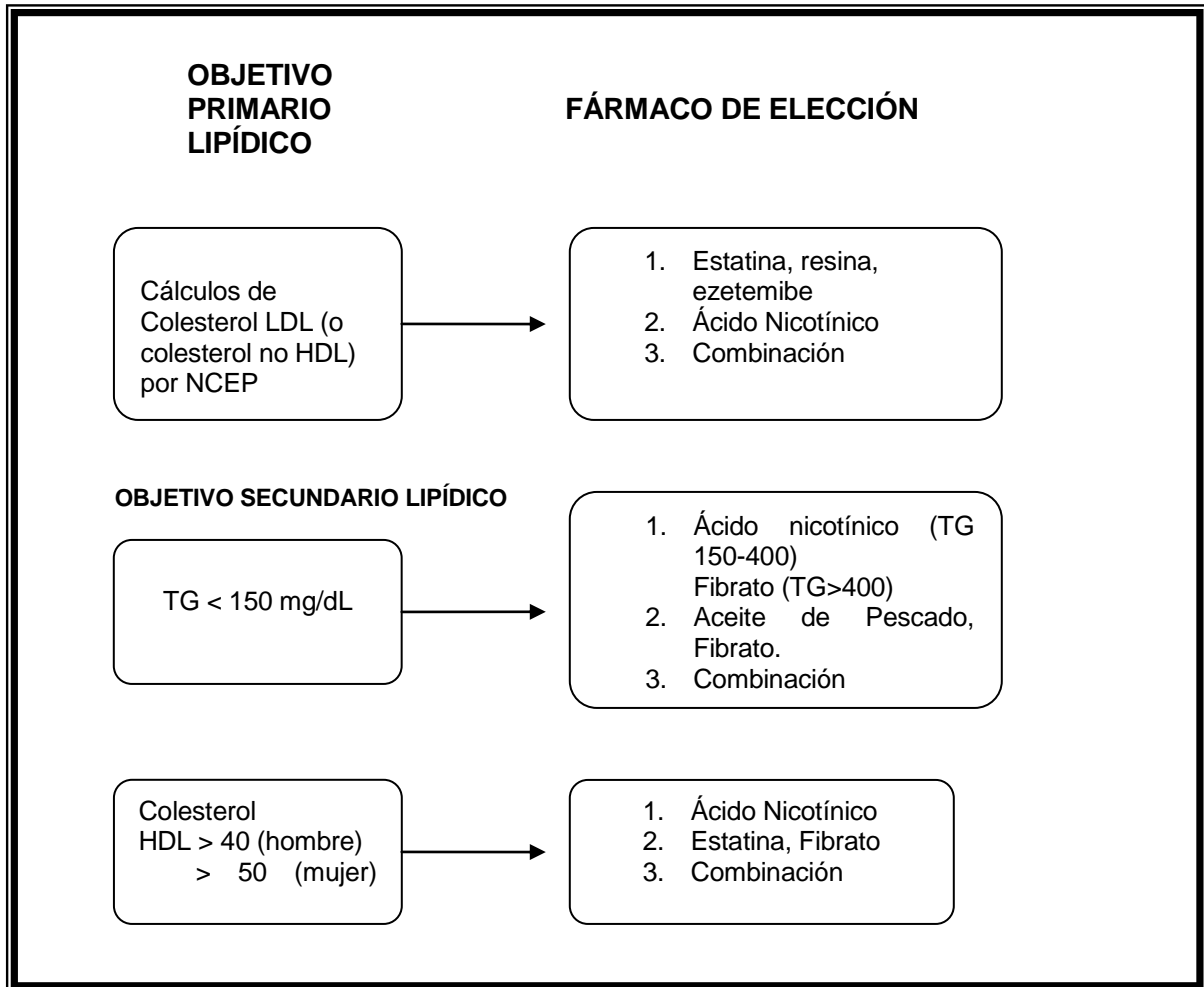 OBJETIVO
PRIMARIO
LIPÍDICO
FÁRMACO DE ELECCIÓN
Cálculos de
Colesterol LDL (o
colesterol no HDL)
por NCEP
1. Estatina, resina,
ezetemibe
2. Ácido Nicotínico
3. Combinación
OBJETIVO SECUNDARIO LIPÍDICO
TG < 150 mg/dL
1. Ácido nicotínico (TG
150-400)
Fibrato (TG>400)
2. Aceite de Pescado,
Fibrato.
3. Combinación
Colesterol
HDL > 40 (hombre)
> 50 (mujer)
1. Ácido Nicotínico
2. Estatina, Fibrato
3. Combinación